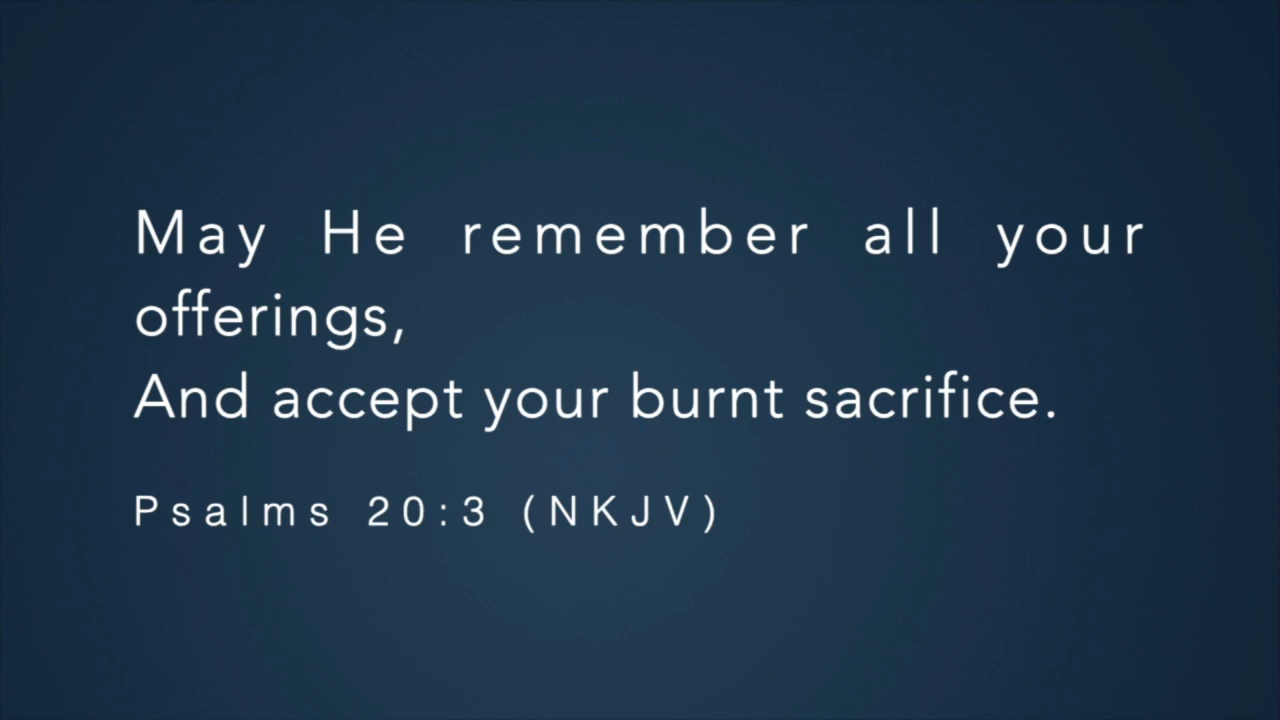 May He remember all your
offerings,
And accept your burnt sacrifice.
Psalms 20:3 (NKJV)